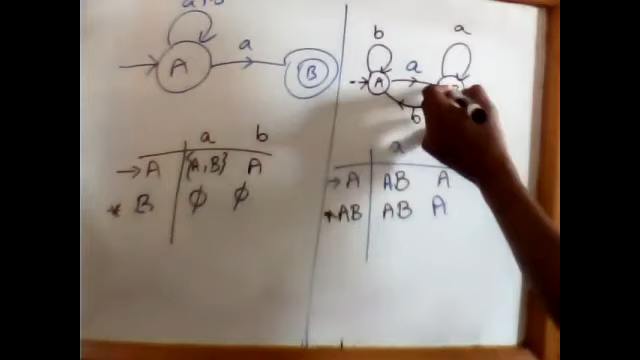 a,b
A a B
a b
→ A {A,B} A
* B φ φ
b a
A a
b
a
→ A AB A
* AB AB A